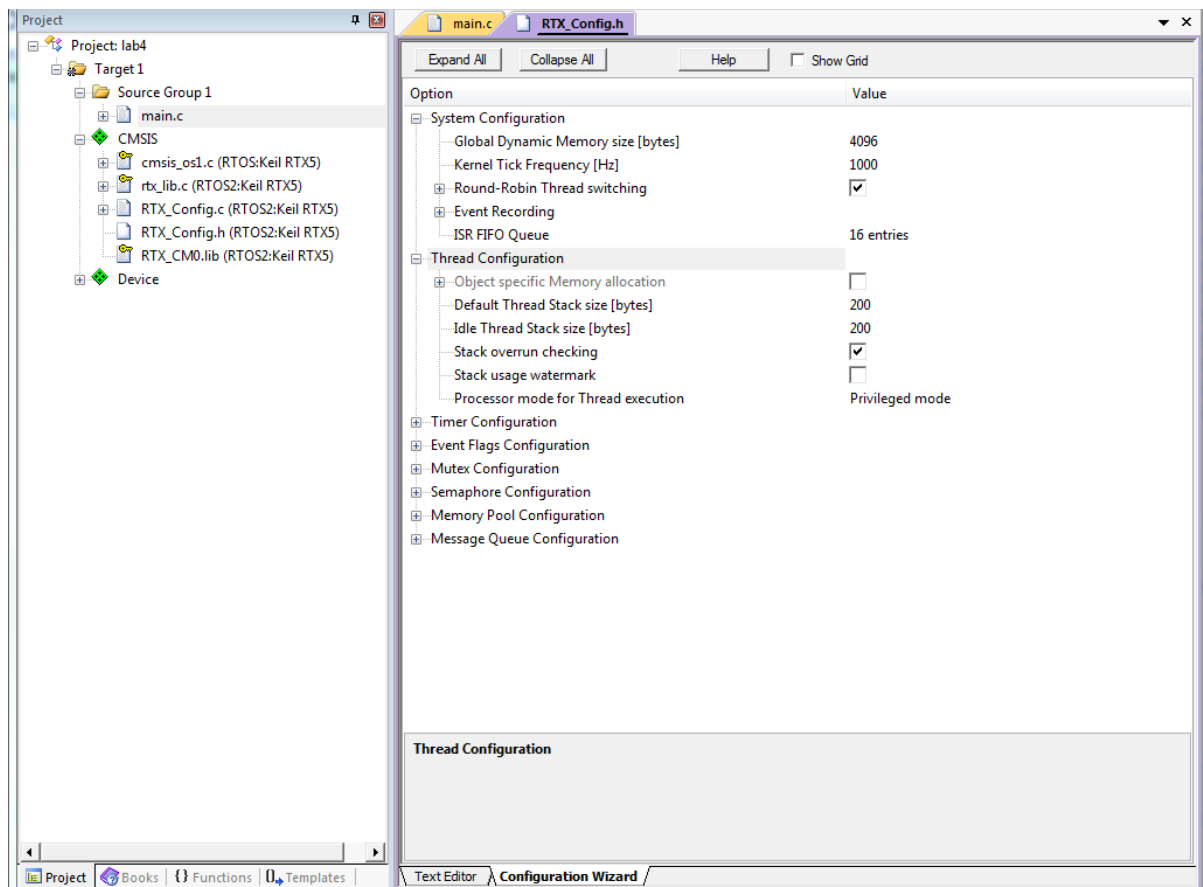 Project
Project: lab4
Target 1
Source Group 1
main.c
CMSIS
cmsis_os1.c (RTOS:Keil RTX5)
rtx_lib.c (RTOS2:Keil RTX5)
RTX_Config.c (RTOS2:Keil RTX5)
RTX_Config.h (RTOS2:Keil RTX5)
RTX_CM0.lib (RTOS2:Keil RTX5)
Device
Project Books {} Functions Templates
main.c RTX_Config.h
Expand All Collapse All Help Show Grid
Option Value
System Configuration
Global Dynamic Memory size [bytes] 4096
Kernel Tick Frequency [Hz] 1000
Round-Robin Thread switching
Event Recording
ISR FIFO Queue 16 entries
Thread Configuration
Object specific Memory allocation
Default Thread Stack size [bytes] 200
Idle Thread Stack size [bytes] 200
Stack overrun checking
Stack usage watermark
Processor mode for Thread execution Privileged mode
Timer Configuration
Event Flags Configuration
Mutex Configuration
Semaphore Configuration
Memory Pool Configuration
Message Queue Configuration
Thread Configuration
Text Editor Configuration Wizard